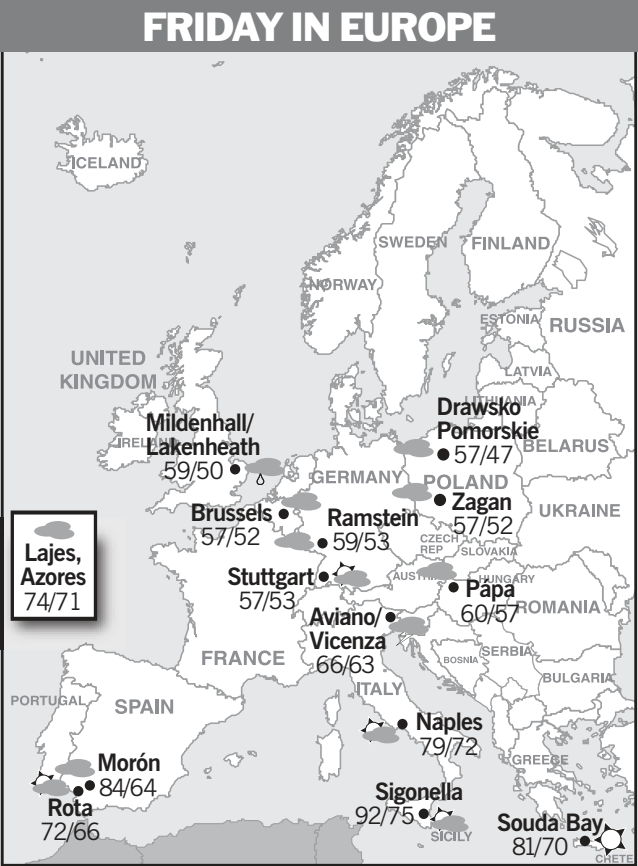 FRIDAY IN EUROPE
ICELAND
SWEDEN
FINLAND
NORWAY
ESTONIA
RUSSIA
UNITED
KINGDOM
LATVIA
LITHUANIA
Drawsko
Pomorskie
57/47
Mildenhall/
Lakenheath
59/50
IRELAND
BELARUS
GERMANY
POLAND
Zagan
57/52
UKRAINE
Brussels
57/52
Ramstein
59/53
CZECH
REP
SLOVAKIA
Lajes,
Azores
74/71
Stuttgart
57/53
AUSTRIA
HUNGARY
Pápa
60/57
ROMANIA
Aviano/
Vicenza
66/63
FRANCE
BOSNIA
SERBIA
BULGARIA
ITALY
PORTUGAL
SPAIN
Naples
79/72
GREECE
Morón
84/64
Rota
72/66
Sigonella
92/75
SICILY
Souda Bay
81/70
CRETE